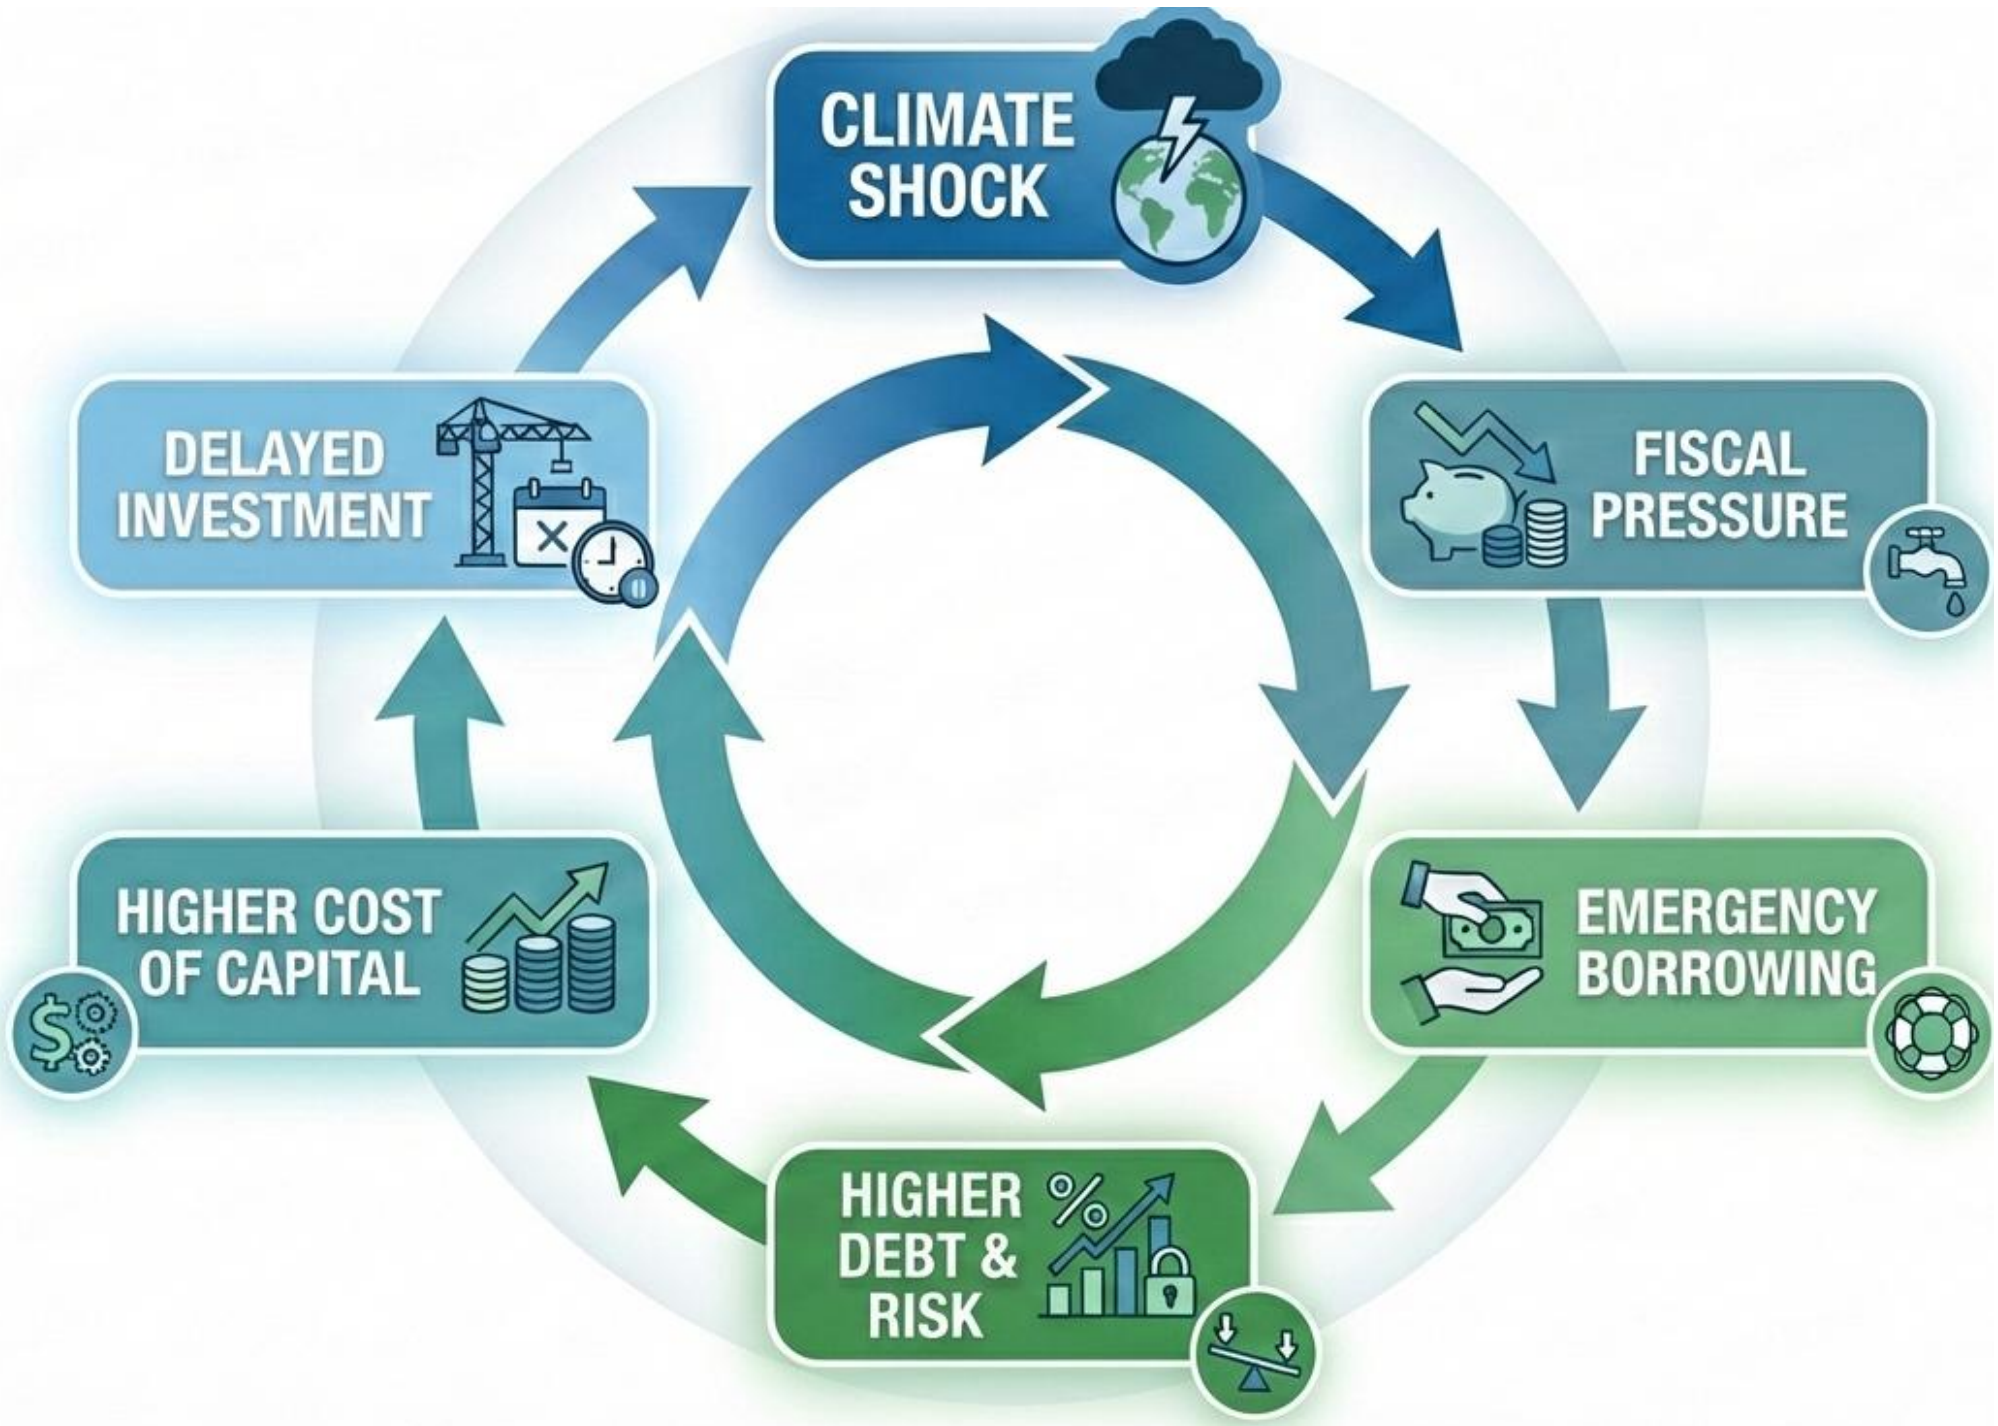 CLIMATE
SHOCK
FISCAL
PRESSURE
EMERGENCY
BORROWING
HIGHER
DEBT &
RISK
HIGHER COST
OF CAPITAL
DELAYED
INVESTMENT